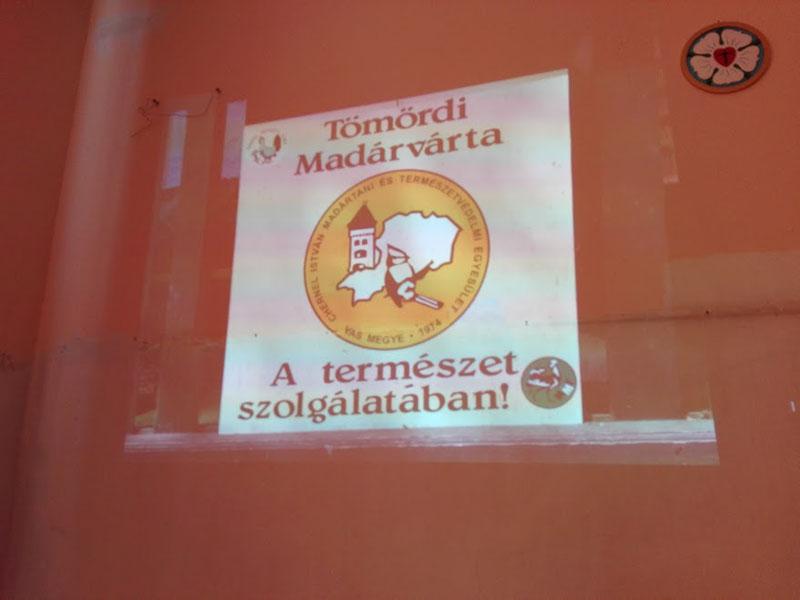 Tömördi
Madárvárta
CHERNEL ISTVÁN MADÁRTANI ÉS TERMÉSZETVÉDELMI EGYESÜLET
VAS MEGYE • 1974
A természet
szolgálatában!